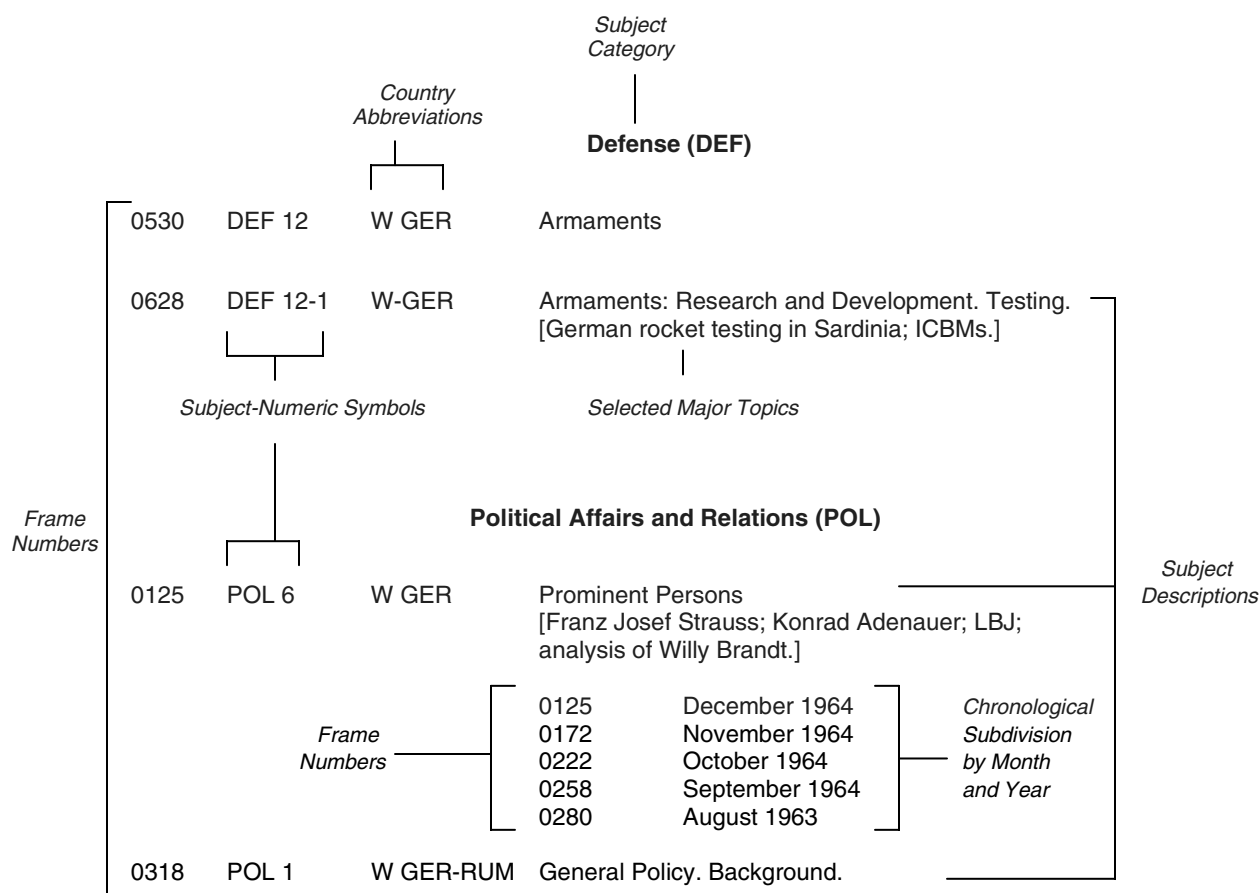 Subject
Category
Country
Abbreviations
Defense (DEF)
0530 DEF 12 W GER Armaments
0628 DEF 12-1 W-GER Armaments: Research and Development. Testing.
[German rocket testing in Sardinia; ICBMs.]
Subject-Numeric Symbols Selected Major Topics
Frame
Numbers
Political Affairs and Relations (POL)
Subject
Descriptions
0125 POL 6 W GER Prominent Persons
[Franz Josef Strauss; Konrad Adenauer; LBJ;
analysis of Willy Brandt.]
Frame
Numbers
0125 December 1964
0172 November 1964
0222 October 1964
0258 September 1964
0280 August 1963
Chronological
Subdivision
by Month
and Year
0318 POL 1 W GER-RUM General Policy. Background.